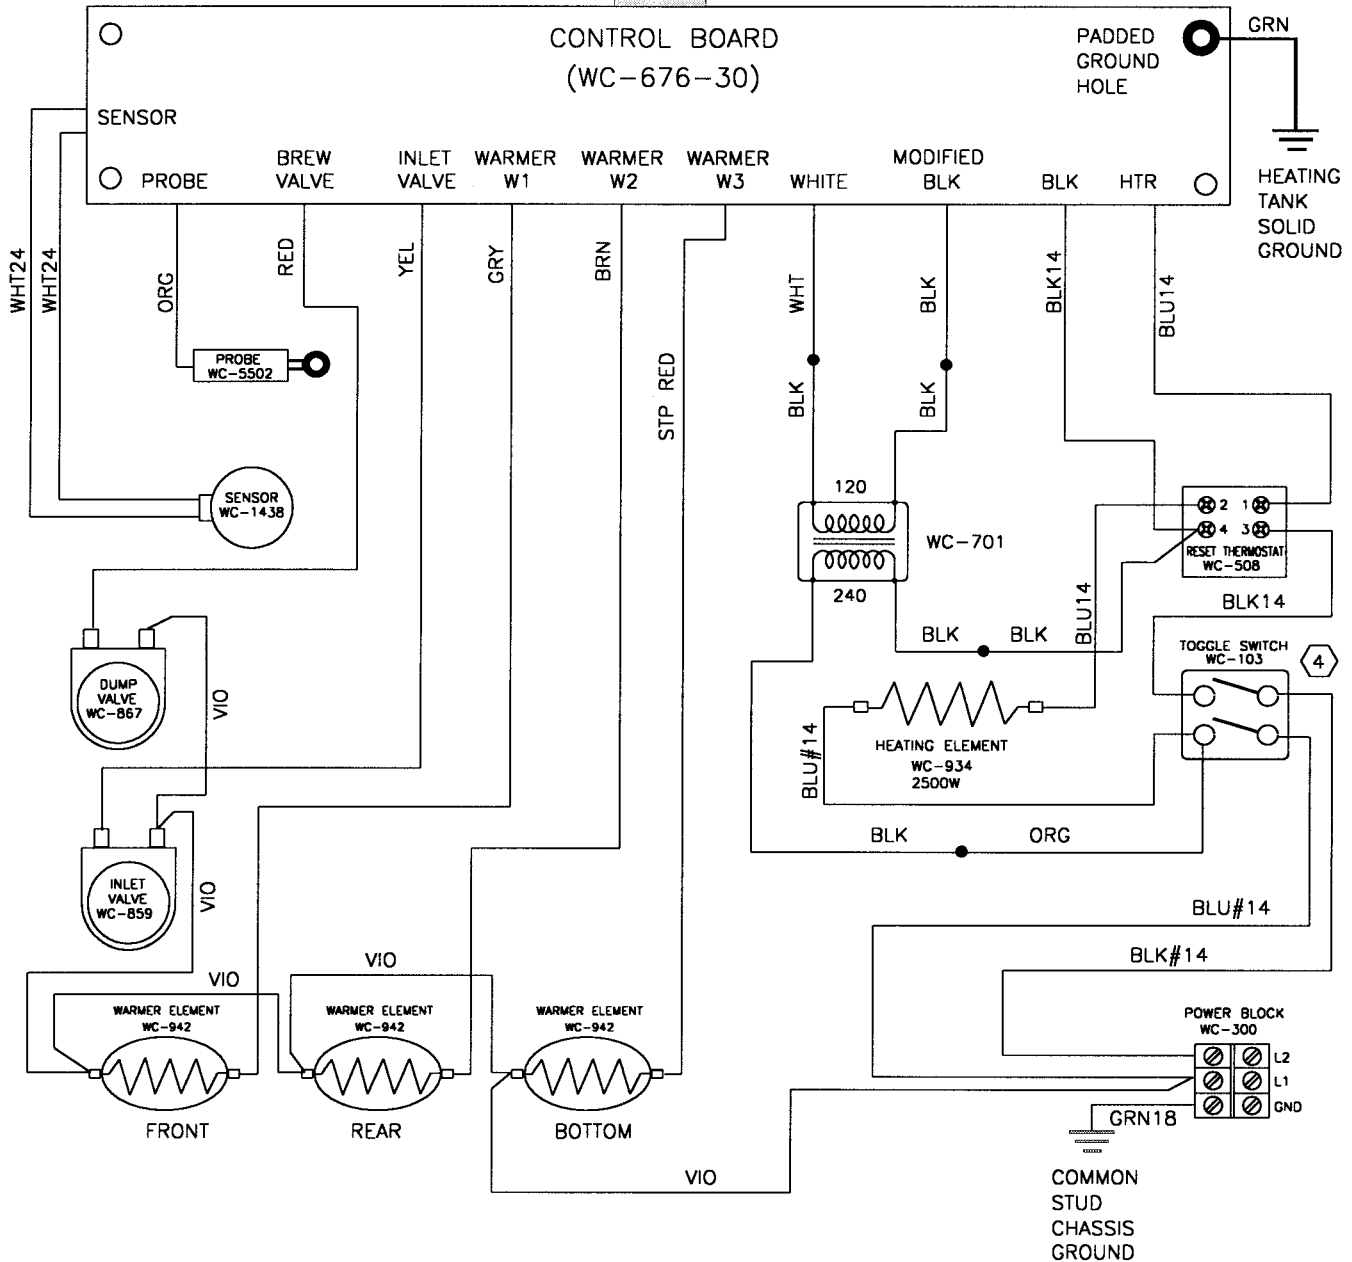 CONTROL BOARD
(WC-676-30)
PADDED
GROUND
HOLE
GRN
SENSOR
PROBE
BREW
VALVE
INLET
VALVE
WARMER
W1
WARMER
W2
WARMER
W3
WHITE
MODIFIED
BLK
BLK
HTR
HEATING
TANK
SOLID
GROUND
WHT24
WHT24
ORG
RED
YEL
GRY
BRN
STP RED
WHT
BLK
BLK
BLK
BLK14
BLU14
PROBE
WC-5502
SENSOR
WC-1438
120
WC-701
240
2 1
4 3
RESET THERMOSTAT
WC-508
BLK14
BLU14
BLK
BLK
TOGGLE SWITCH
WC-103
4
DUMP
VALVE
WC-867
VIO
HEATING ELEMENT
WC-934
2500W
BLU#14
BLK
ORG
INLET
VALVE
WC-859
VIO
BLU#14
BLK#14
VIO
VIO
WARMER ELEMENT
WC-942
WARMER ELEMENT
WC-942
WARMER ELEMENT
WC-942
FRONT
REAR
BOTTOM
POWER BLOCK
WC-300
L2
L1
GND
GRN18
VIO
COMMON
STUD
CHASSIS
GROUND